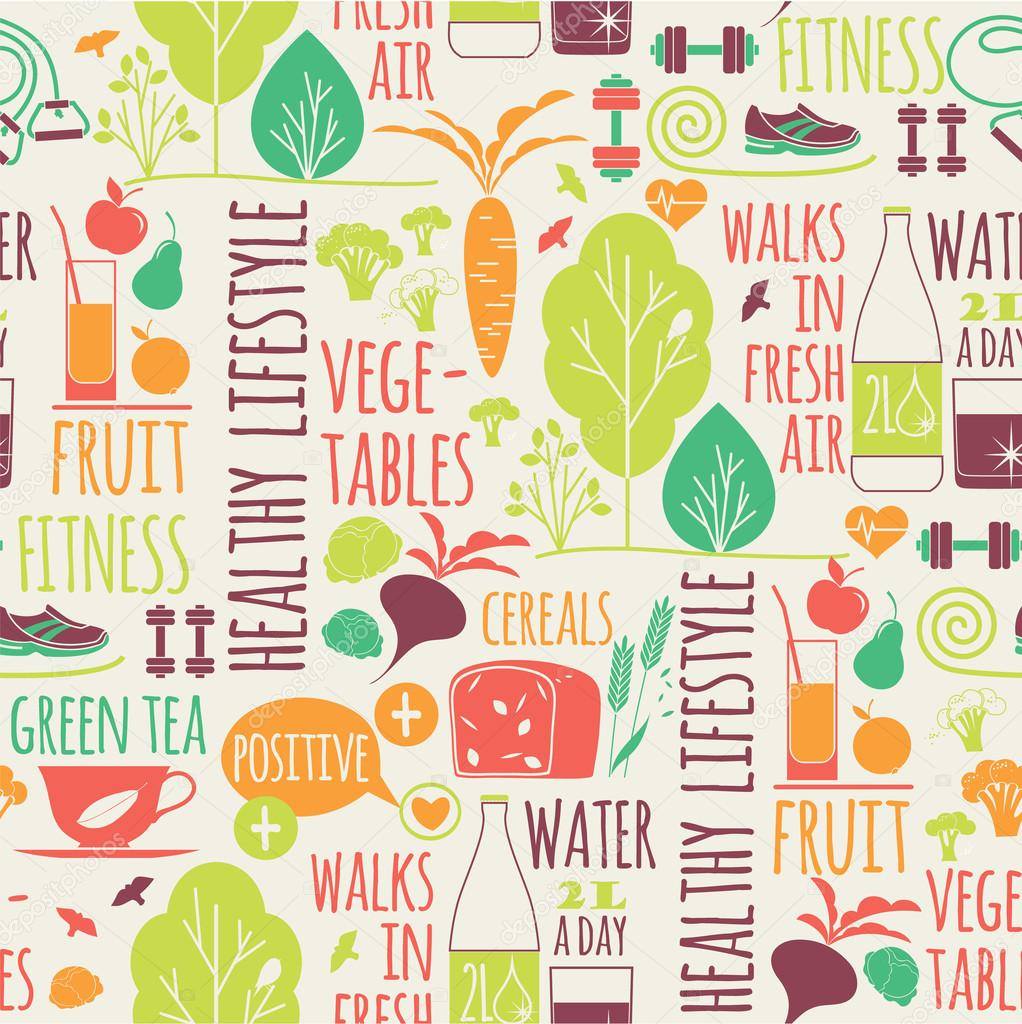 FRESH
AIR
FITNESS
ER
Y
HEALTHY LIFESTYLE
WALKS
IN
FRESH
AIR
WAT
2L
A DAY
2L
VEGE-
TABLES
FRUIT
FITNESS
CEREALS
HEALTHY LIFESTYLE
GREEN TEA
POSITIVE
FRUIT
WATER
2L
A DAY
2L
WALKS
IN
FRESH
VEGE
TABL
ES
depositphotos